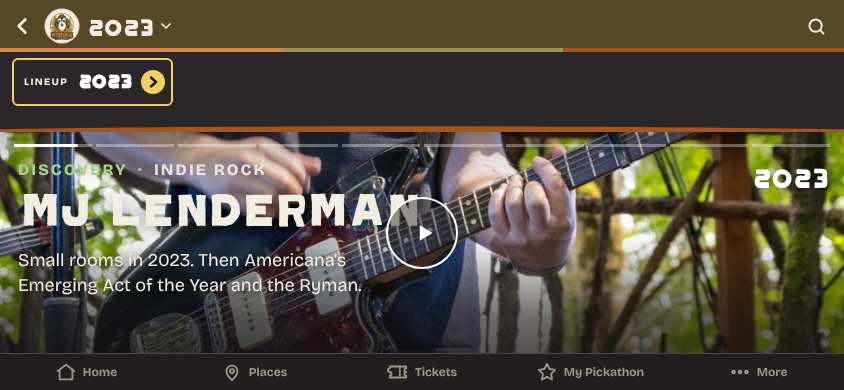 2023
LINEUP 2023
DISCOVERY · INDIE ROCK
2023
MJ LENDERMAN
Small rooms in 2023. Then Americana's
Emerging Act of the Year and the Ryman.
Home Places Tickets My Pickathon More